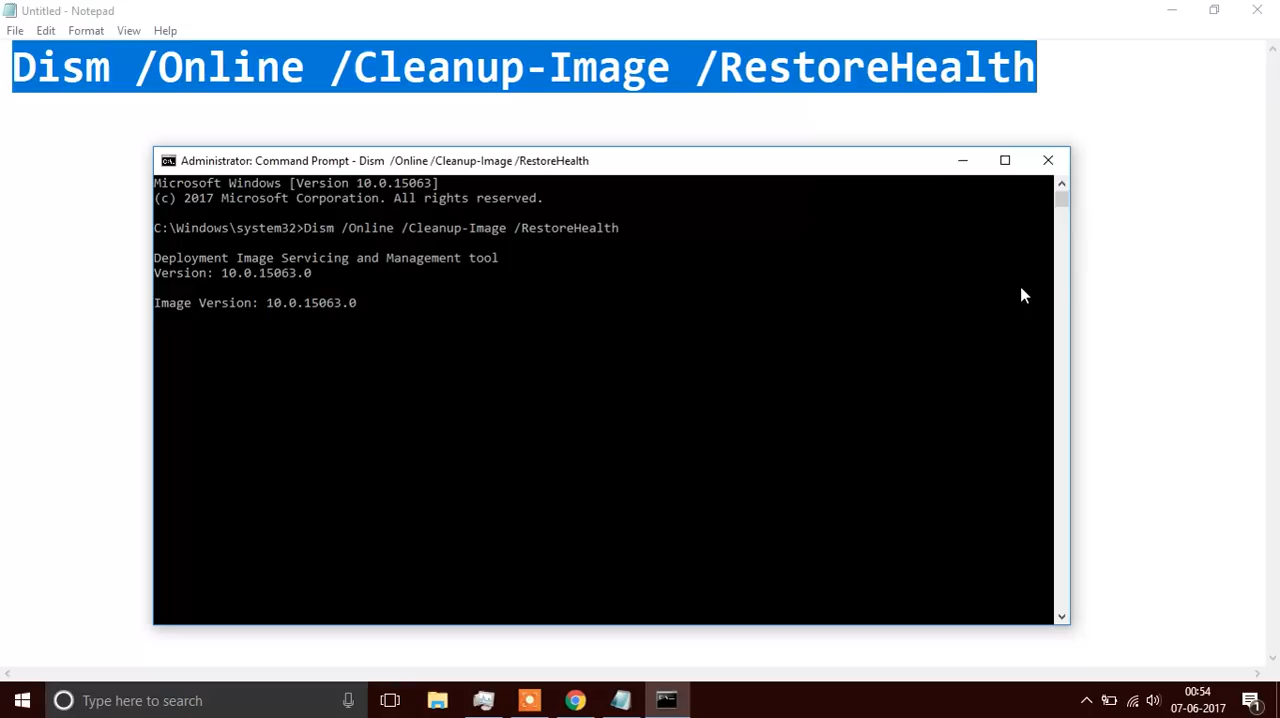 Untitled - Notepad
File Edit Format View Help
Dism /Online /Cleanup-Image /RestoreHealth
Administrator: Command Prompt - Dism /Online /Cleanup-Image /RestoreHealth
Microsoft Windows [Version 10.0.15063]
(c) 2017 Microsoft Corporation. All rights reserved.
C:\Windows\system32>Dism /Online /Cleanup-Image /RestoreHealth
Deployment Image Servicing and Management tool
Version: 10.0.15063.0
Image Version: 10.0.15063.0
Type here to search
00:54
07-06-2017
1